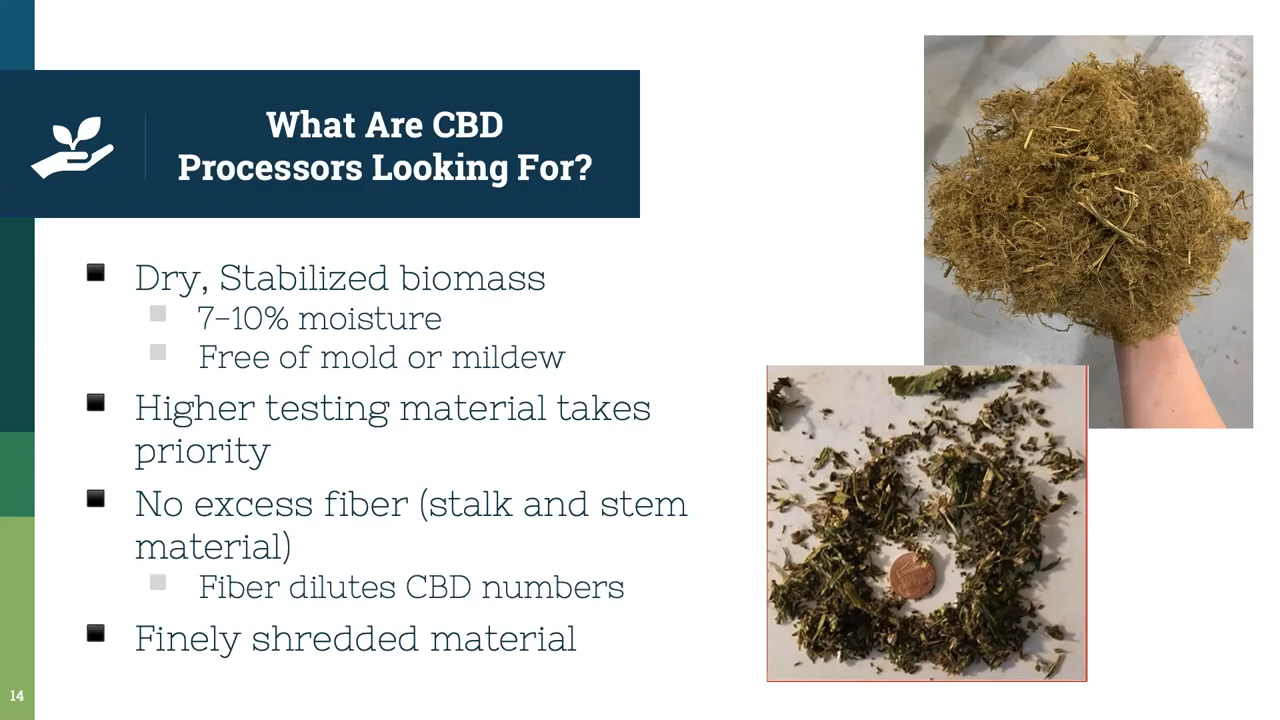 What Are CBD
Processors Looking For?
Dry, Stabilized biomass
7-10% moisture
Free of mold or mildew
Higher testing material takes
priority
No excess fiber (stalk and stem
material)
Fiber dilutes CBD numbers
Finely shredded material
14